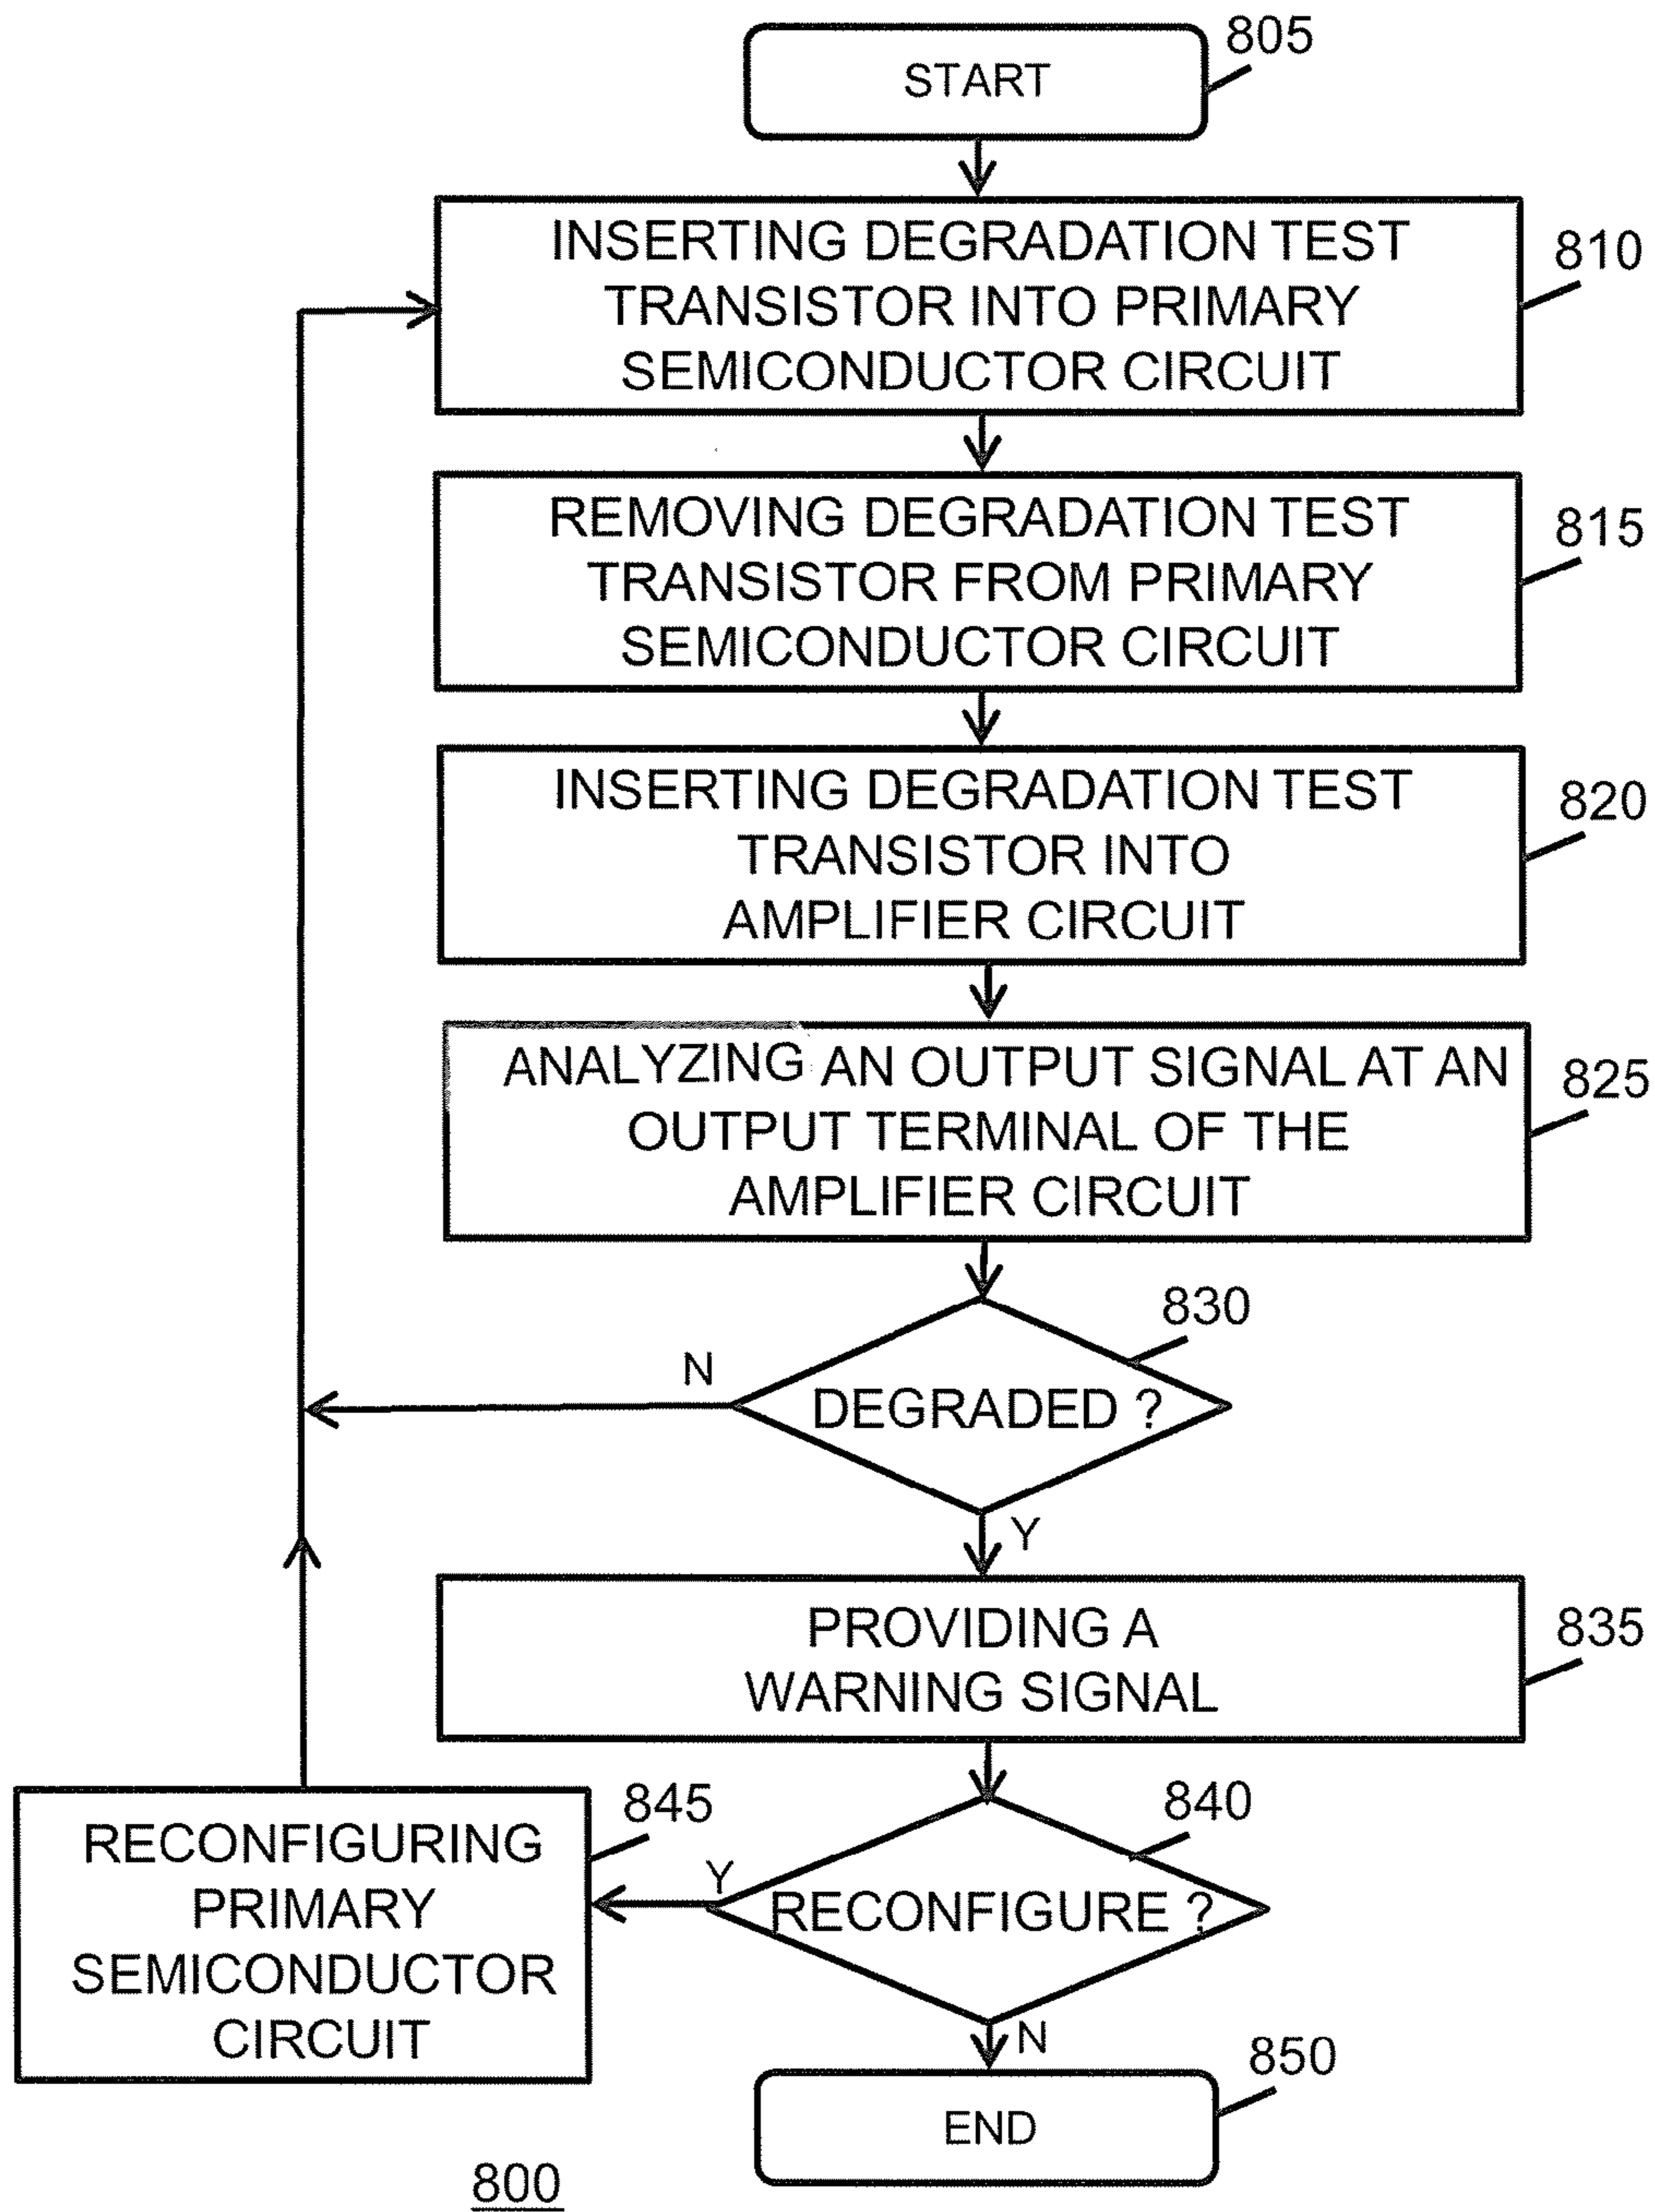 START
805
INSERTING DEGRADATION TEST
TRANSISTOR INTO PRIMARY
SEMICONDUCTOR CIRCUIT
810
REMOVING DEGRADATION TEST
TRANSISTOR FROM PRIMARY
SEMICONDUCTOR CIRCUIT
815
INSERTING DEGRADATION TEST
TRANSISTOR INTO
AMPLIFIER CIRCUIT
820
ANALYZING AN OUTPUT SIGNAL AT AN
OUTPUT TERMINAL OF THE
AMPLIFIER CIRCUIT
825
830
N
DEGRADED ?
Y
PROVIDING A
WARNING SIGNAL
835
840
Y
RECONFIGURE ?
N
845
RECONFIGURING
PRIMARY
SEMICONDUCTOR
CIRCUIT
850
END
800